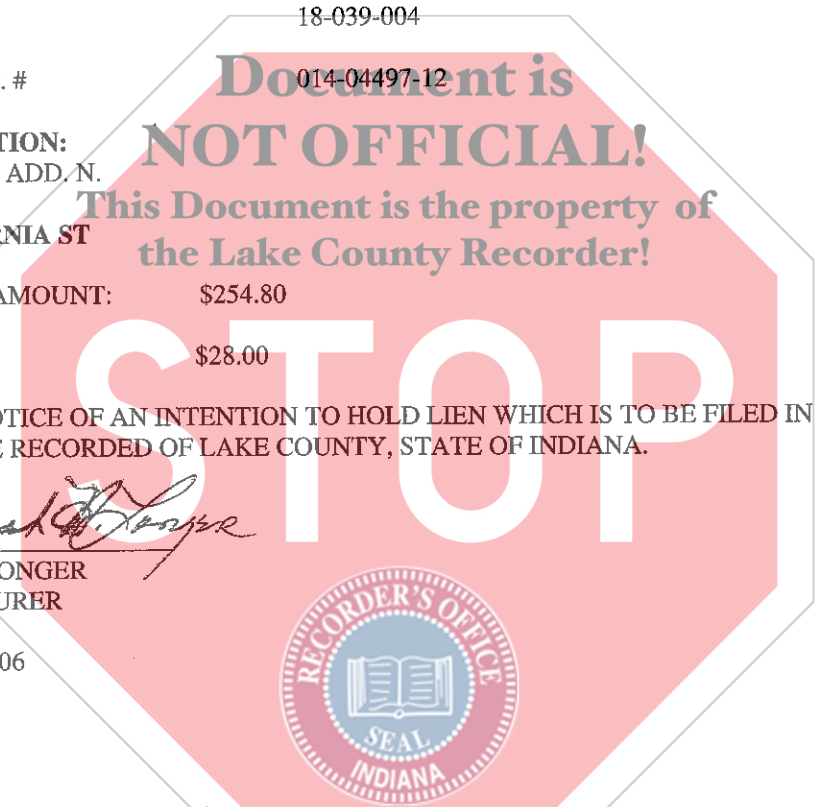 18-039-004
. #
014-04497-12
Document is
TION:
NOT OFFICIAL!
ADD. N.
This Document is the property of
RNIA ST
the Lake County Recorder!
AMOUNT: $254.80
$28.00
STOP
OTICE OF AN INTENTION TO HOLD LIEN WHICH IS TO BE FILED IN
E RECORDED OF LAKE COUNTY, STATE OF INDIANA.
ONGER
URER
06
RECORDER'S OFFICE
SEAL
INDIANA